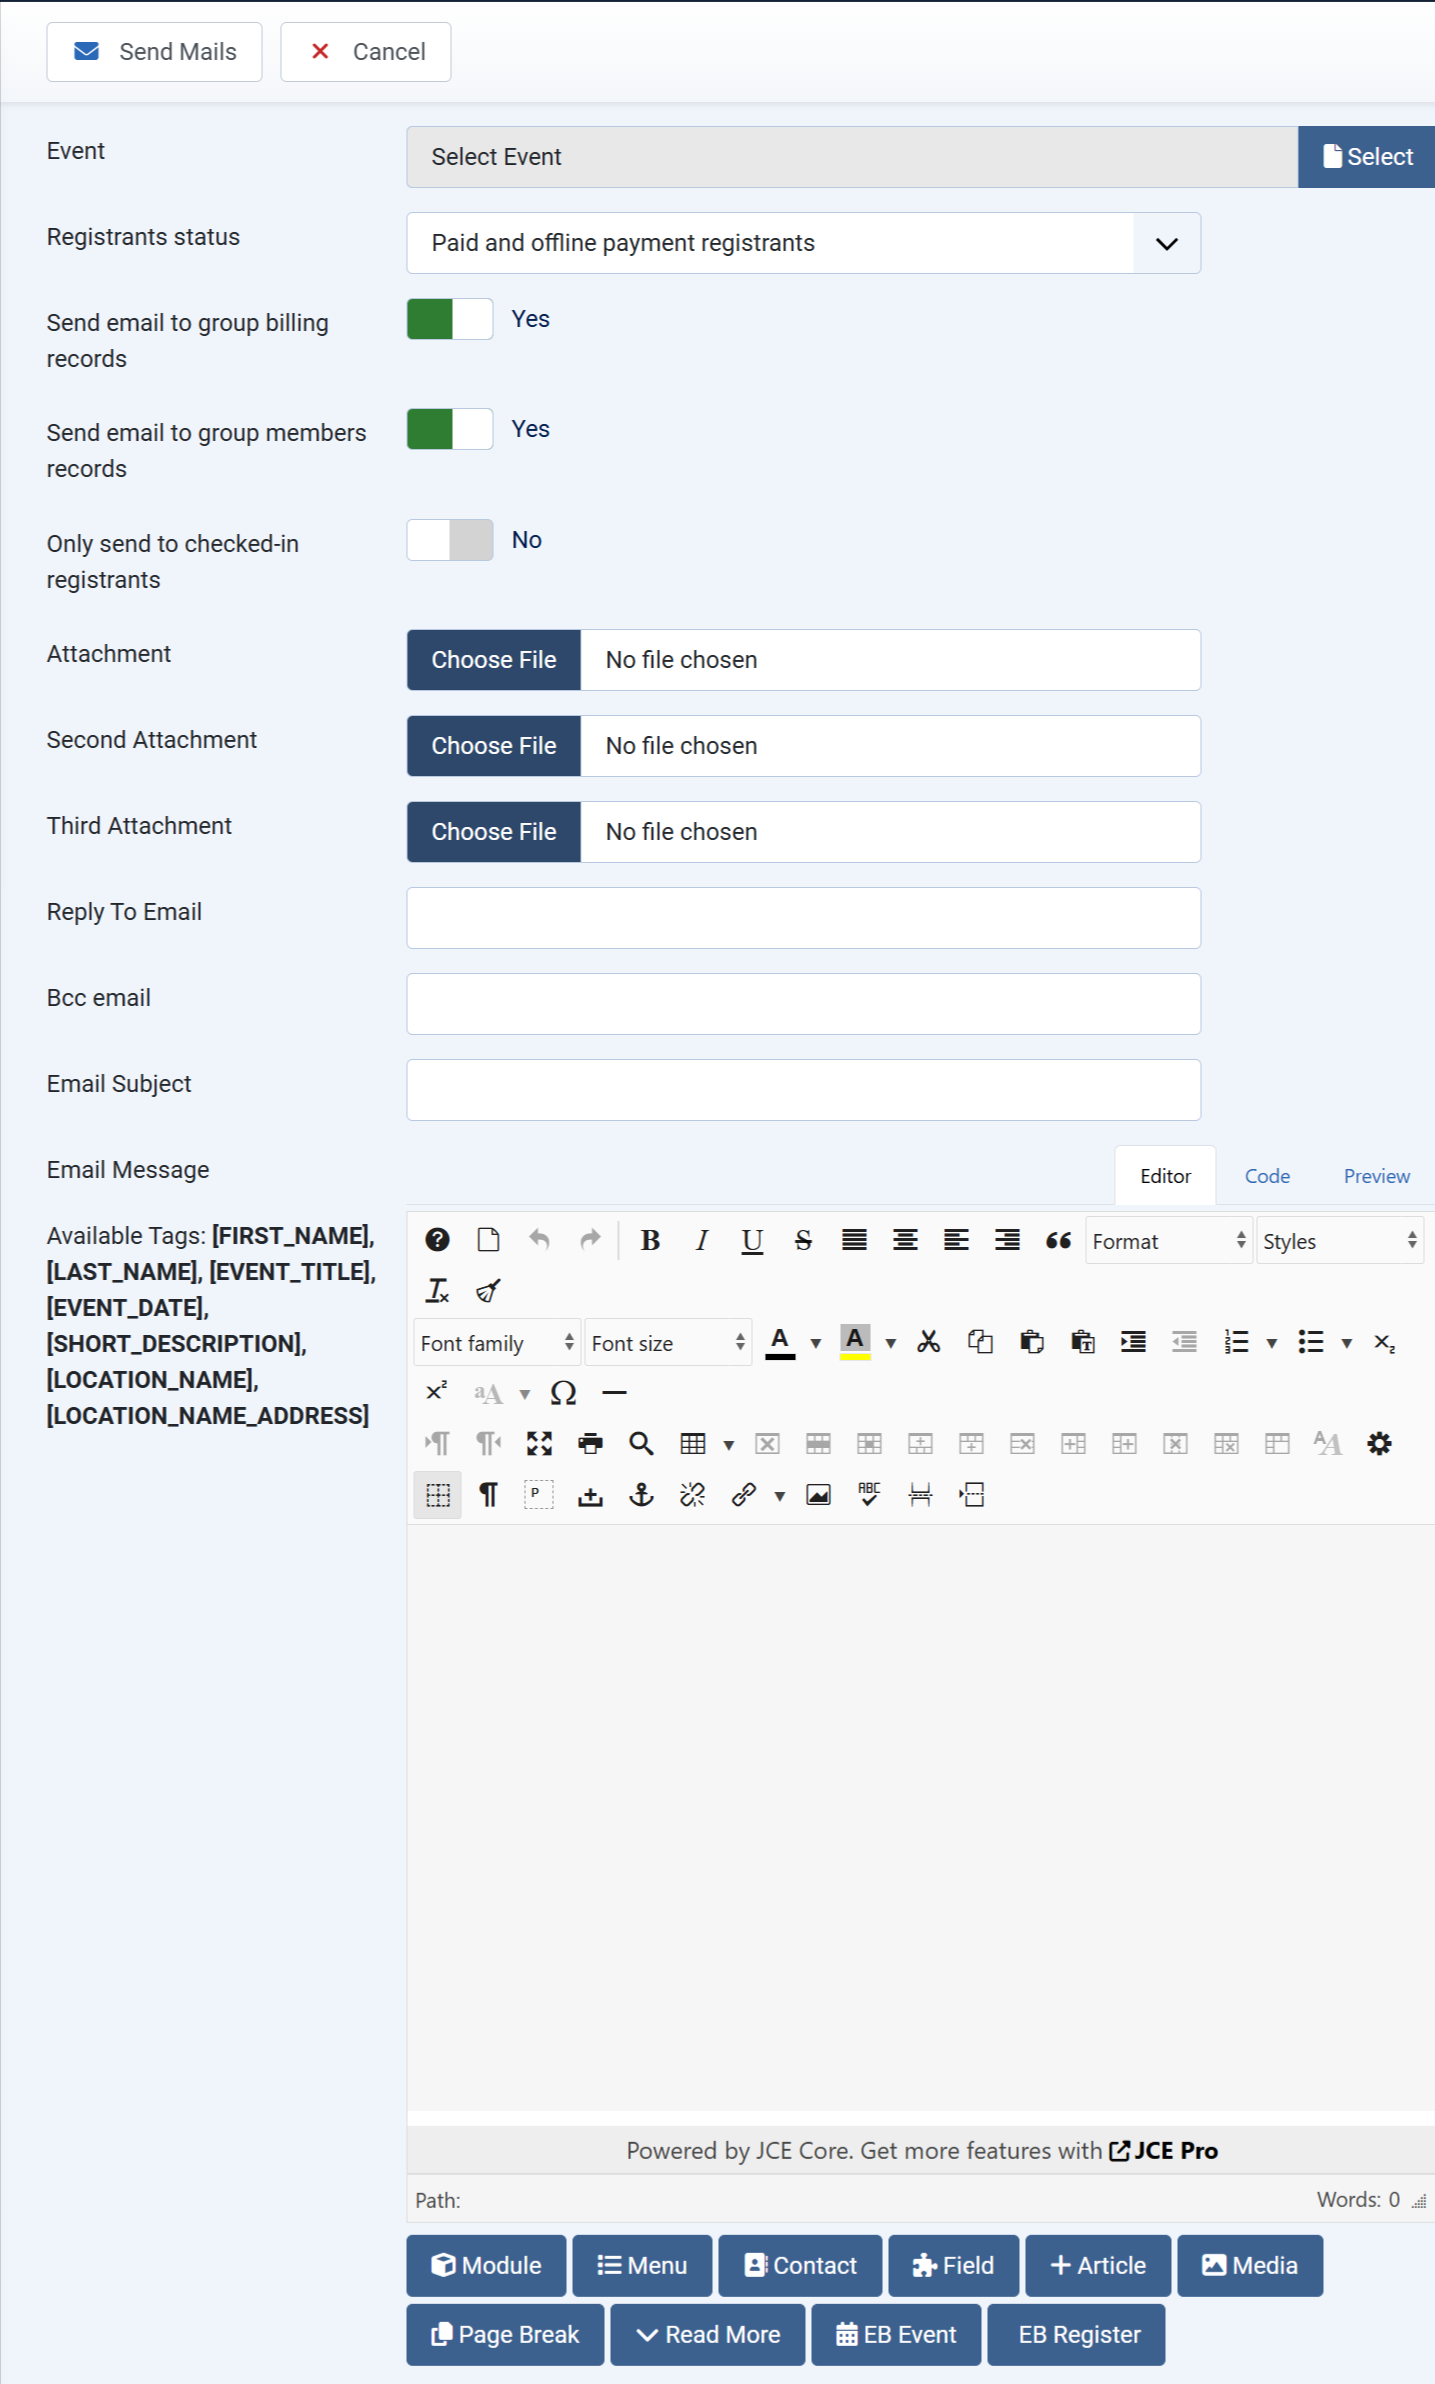 Send Mails Cancel
Event Select Event Select
Registrants status Paid and offline payment registrants
Send email to group billing Yes
records
Send email to group members Yes
records
Only send to checked-in No
registrants
Attachment Choose File No file chosen
Second Attachment Choose File No file chosen
Third Attachment Choose File No file chosen
Reply To Email
Bcc email
Email Subject
Email Message
Editor Code Preview
Available Tags: [FIRST_NAME],
[LAST_NAME], [EVENT_TITLE],
[EVENT_DATE],
[SHORT_DESCRIPTION],
[LOCATION_NAME],
[LOCATION_NAME_ADDRESS]
B I U S Format Styles
Font family Font size A A
Powered by JCE Core. Get more features with JCE Pro
Path: Words: 0
Module Menu Contact Field Article Media
Page Break Read More EB Event EB Register